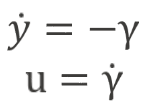 ẏ = −γ
u = γ̇